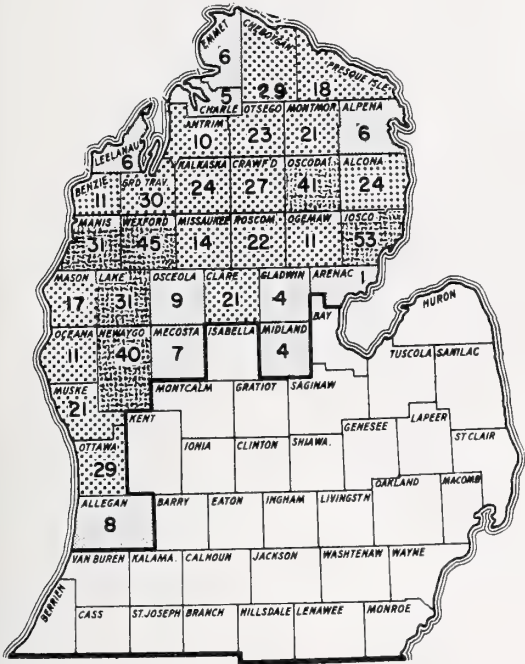 EMMET CHEBOYGAN
6
PRESQUE ISLE
5 29 18
CHARLE OTSEGO MONTMOR. ALPENA
ANTRIM
10 23 21 6
LEELANAU
6
KALKASKA CRAWF'D OSCODA ALCONA
BENZIE GRD. TRAV.
11 30 24 27 41 24
MANIS WEXFORD MISSAUKEE ROSCOM. OGEMAW IOSCO
31 45 14 22 11 53
MASON LAKE OSCEOLA CLARE GLADWIN ARENAC
17 31 9 21 4 1
HURON
BAY
OCEANA NEWAYGO MECOSTA ISABELLA MIDLAND
11 40 7 4
TUSCOLA SANILAC
MUSKE MONTCALM GRATIOT SAGINAW
21
KENT GENESEE LAPEER
OTTAWA IONIA CLINTON SHIAWA. ST CLAIR
29
OAKLAND MACOMB
ALLEGAN BARRY EATON INGHAM LIVINGSTN
8
VAN BUREN KALAMA. CALHOUN JACKSON WASHTENAW WAYNE
BERRIEN CASS ST. JOSEPH BRANCH HILLSDALE LENAWEE MONROE